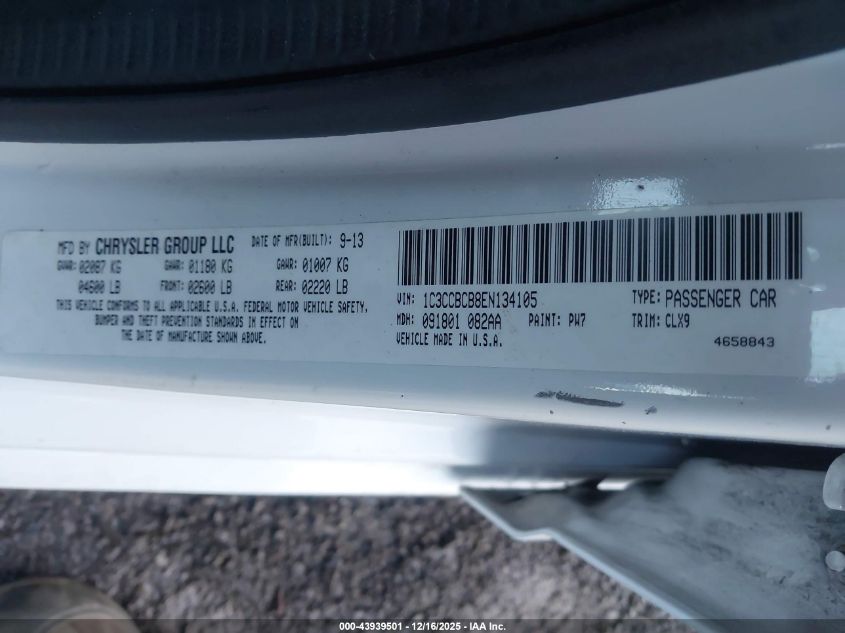 MFD BY CHRYSLER GROUP LLC DATE OF MFR(BUILT): 9-13
GVWR: 02087 KG GAWR: 01180 KG GAWR: 01007 KG
04600 LB FRONT: 02600 LB REAR: 02220 LB
THIS VEHICLE CONFORMS TO ALL APPLICABLE U.S.A. FEDERAL MOTOR VEHICLE SAFETY,
BUMPER AND THEFT PREVENTION STANDARDS IN EFFECT ON
THE DATE OF MANUFACTURE SHOWN ABOVE.
VIN: 1C3CCBCB8EN134105 TYPE: PASSENGER CAR
MDH: 091801 082AA PAINT: PW7 TRIM: CLX9
VEHICLE MADE IN U.S.A.
4658843
000-43939501 - 12/16/2025 - IAA Inc.